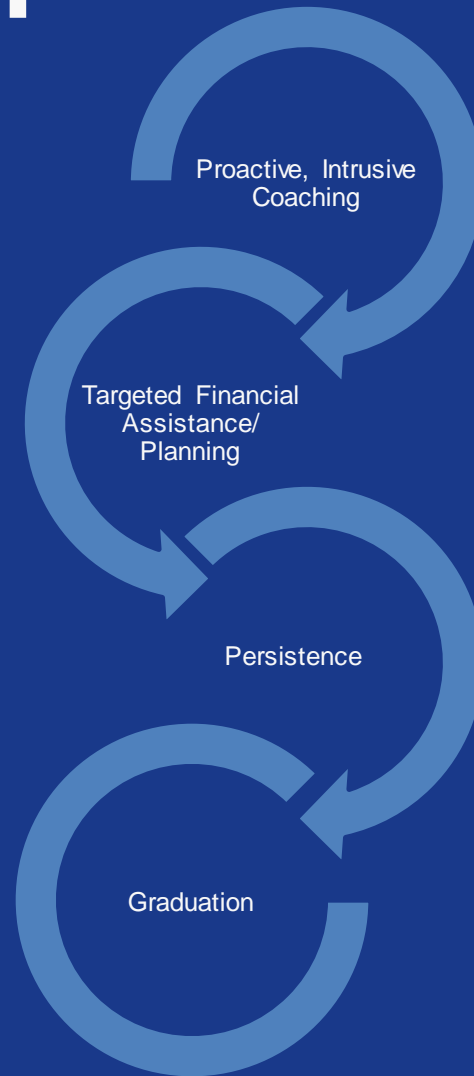 Proactive, Intrusive
Coaching
Targeted Financial
Assistance/
Planning
Persistence
Graduation